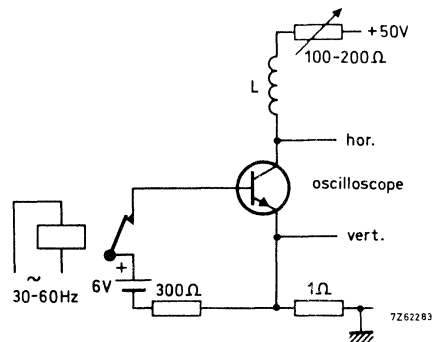 +50V
100-200Ω
L
hor.
oscilloscope
vert.
+
~
30-60Hz
6V
300Ω
1Ω
7Z62283